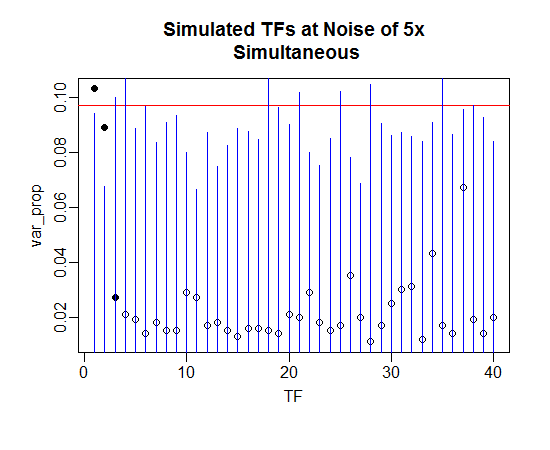 Simulated TFs at Noise of 5x
Simultaneous
var_prop
0.10
0.08
0.06
0.04
0.02
0 10 20 30 40
TF